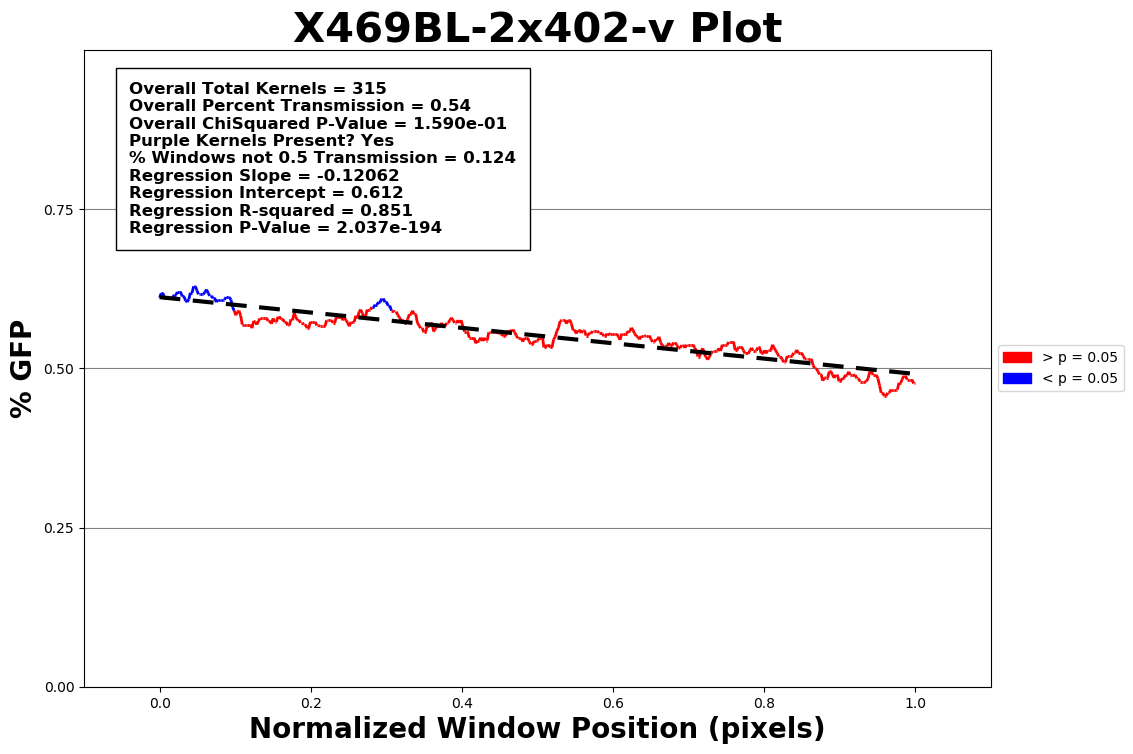 X469BL-2x402-v Plot
Overall Total Kernels = 315
Overall Percent Transmission = 0.54
Overall ChiSquared P-Value = 1.590e-01
Purple Kernels Present? Yes
% Windows not 0.5 Transmission = 0.124
Regression Slope = -0.12062
Regression Intercept = 0.612
Regression R-squared = 0.851
Regression P-Value = 2.037e-194
% GFP
0.75
0.50
0.25
0.00
> p = 0.05
< p = 0.05
0.0 0.2 0.4 0.6 0.8 1.0
Normalized Window Position (pixels)